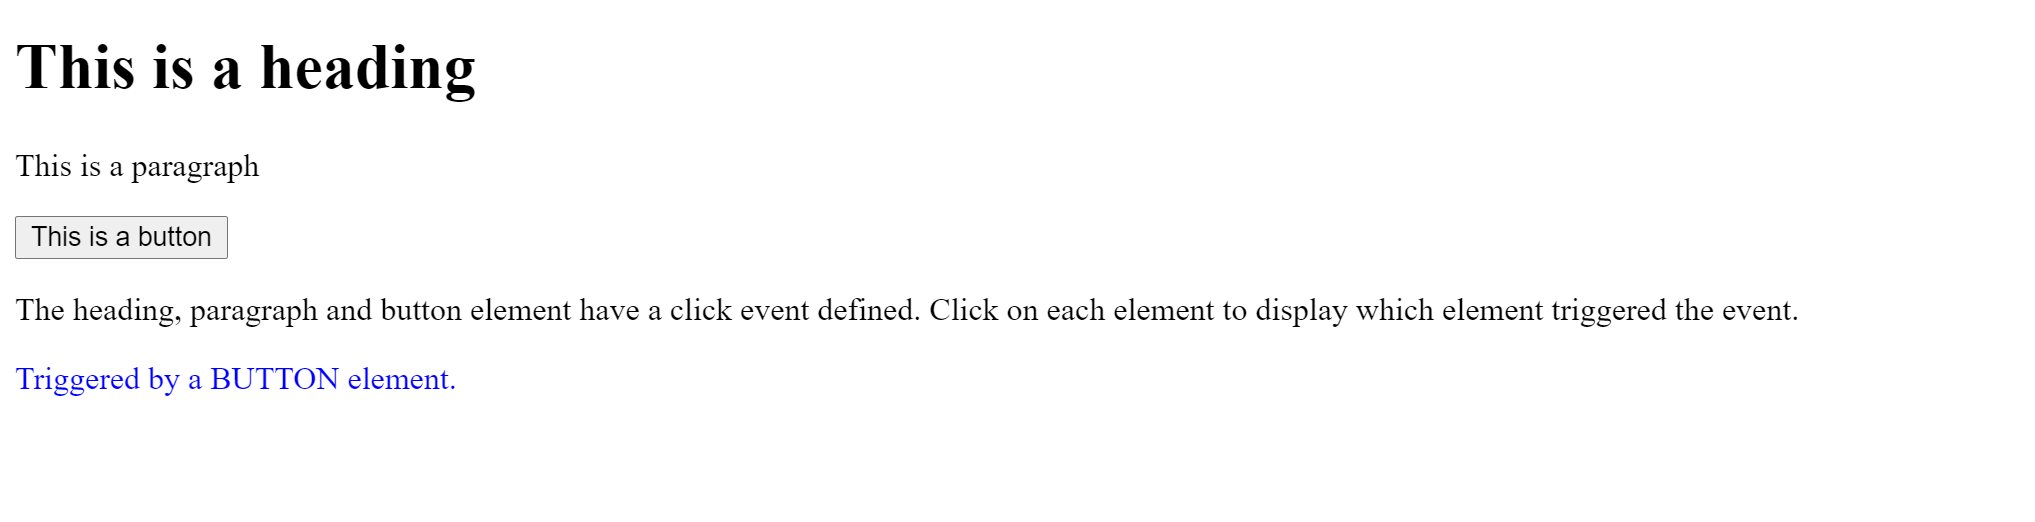 This is a heading
This is a paragraph
This is a button
The heading, paragraph and button element have a click event defined. Click on each element to display which element triggered the event.
Triggered by a BUTTON element.